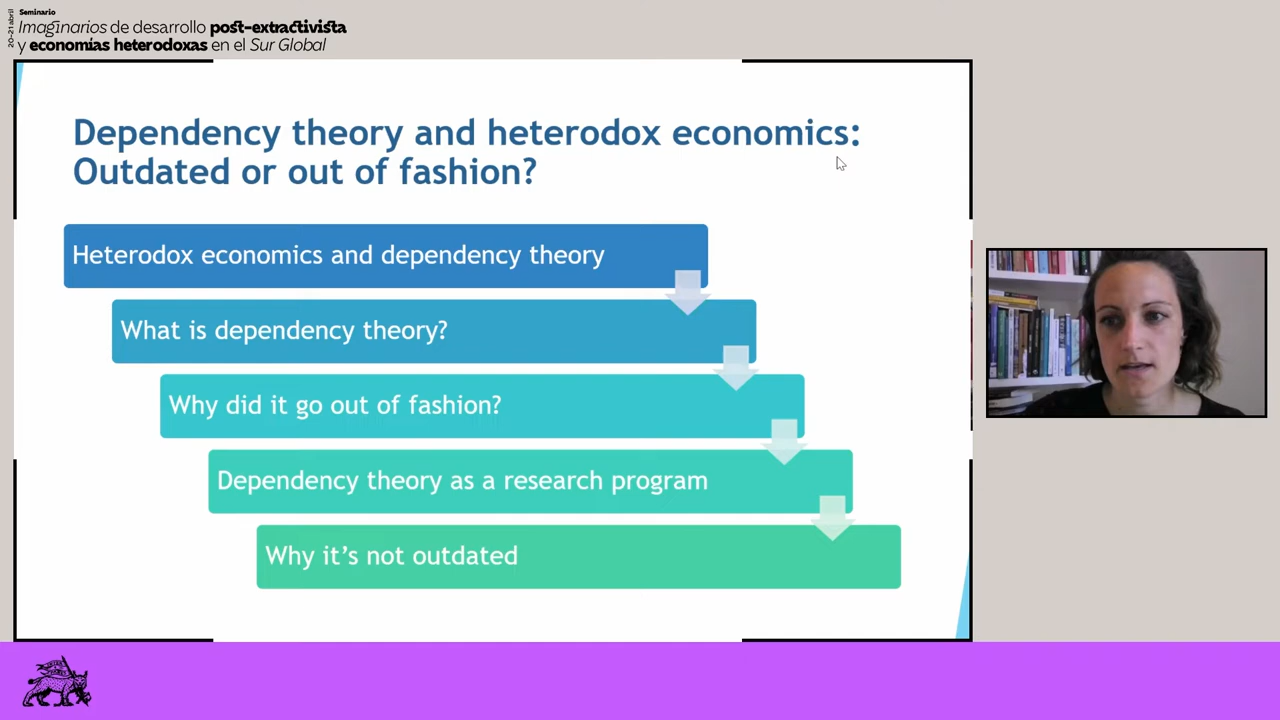 20-21 abril
Seminario
Imaginarios de desarrollo post-extractivista
y economías heterodoxas en el Sur Global
Dependency theory and heterodox economics:
Outdated or out of fashion?
Heterodox economics and dependency theory
What is dependency theory?
Why did it go out of fashion?
Dependency theory as a research program
Why it's not outdated